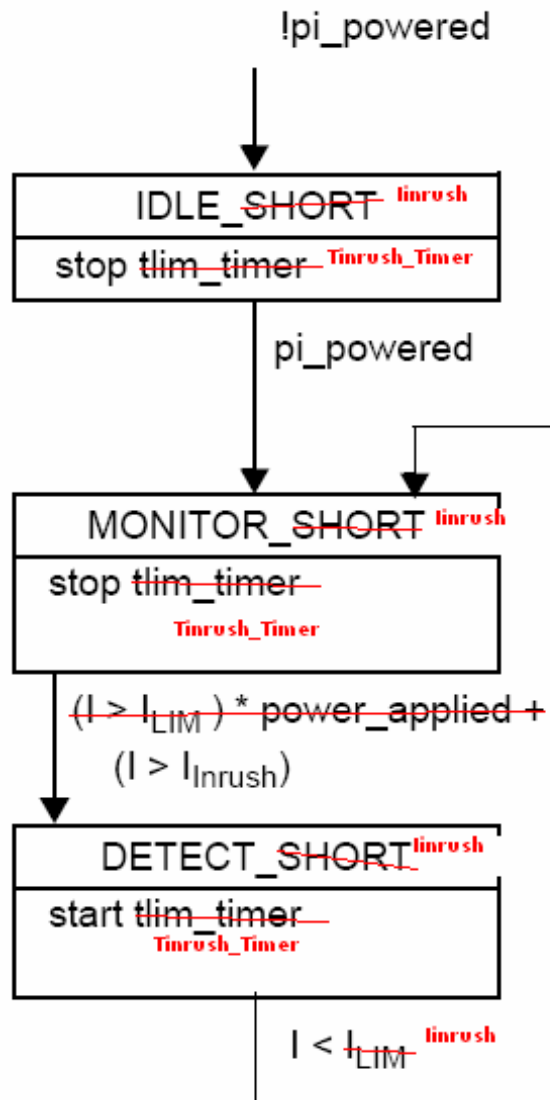 !pi_powered
IDLE_SHORT Iinrush
stop tlim_timer Tinrush_Timer
pi_powered
MONITOR_SHORT Iinrush
stop tlim_timer
Tinrush_Timer
(I > ILIM ) * power_applied +
(I > IInrush)
DETECT_SHORT Iinrush
start tlim_timer
Tinrush_Timer
I < ILIM Iinrush